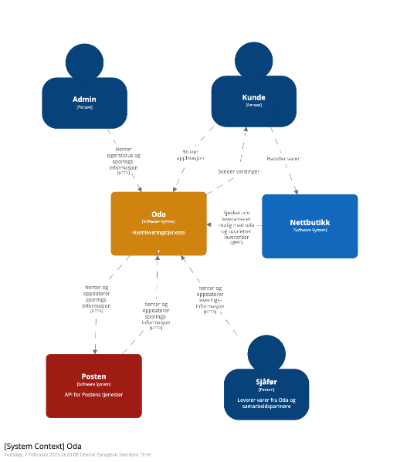 Admin
[Person]
Kunde
[Person]
Henter
lagerstatus og
sporings
informasjon
[HTTP]
Bruker
applikasjon
Sender varslinger
Handler varer
Oda
[Software System]
Hjemleveringstjeneste
Sjekker om
leveranse er
mulig med oda
og oppretter
leveranser
Nettbutikk
[Software System]
henter og
oppdaterer
sporings
informasjon
[HTTP]
henter og
oppdaterer
sporings-
informasjon
[HTTP]
henter og
oppdaterer
leverings-
informasjon
[HTTP]
Posten
[Software System]
API for Postens tjenester
Sjåfør
[Person]
Leverer varer fra Oda og
samarbeidspartnere
[System Context] Oda
Tuesday, 7 February 2023 at 20:08 Central European Standard Time